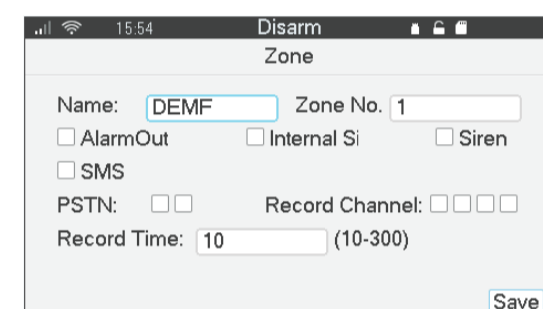 15:54 Disarm
Zone
Name: DEMF Zone No. 1
AlarmOut Internal Si Siren
SMS
PSTN: Record Channel:
Record Time: 10 (10-300)
Save